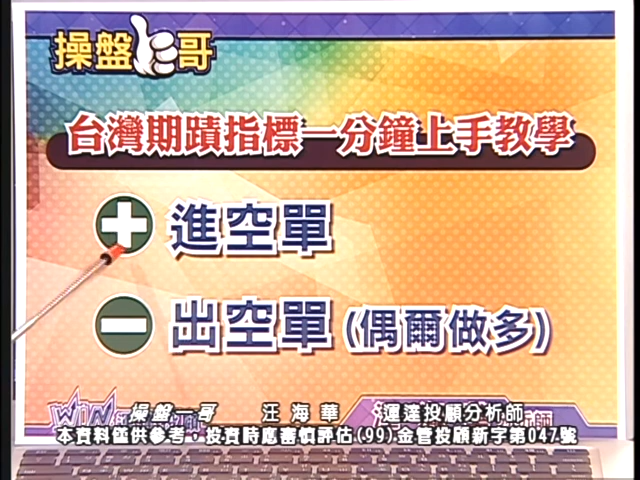 操盤一哥
台灣期蹟指標一分鐘上手教學
進空單
出空單(偶爾做多)
操盤一哥 汪海華 運達投顧分析師
本資料僅供參考,投資時應審慎評估(99)金管投顧新字第047號